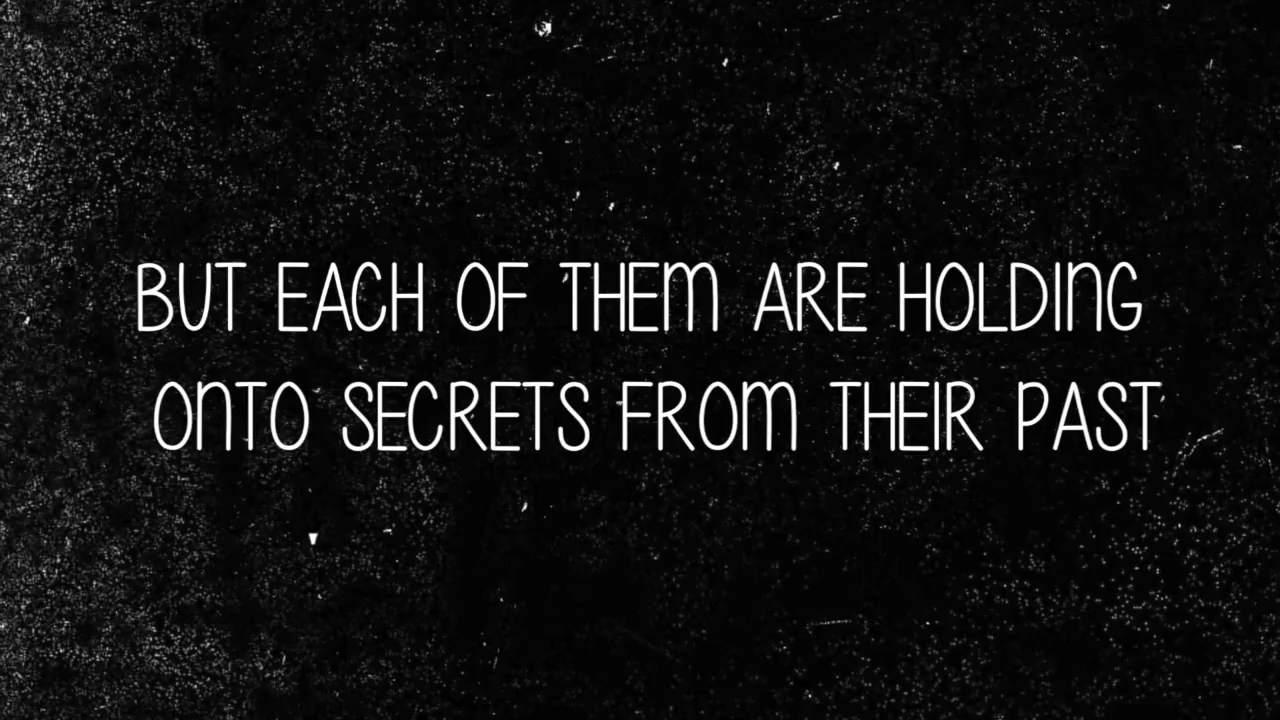 BUT EACH OF THEM ARE HOLDING
ONTO SECRETS FROM THEIR PAST